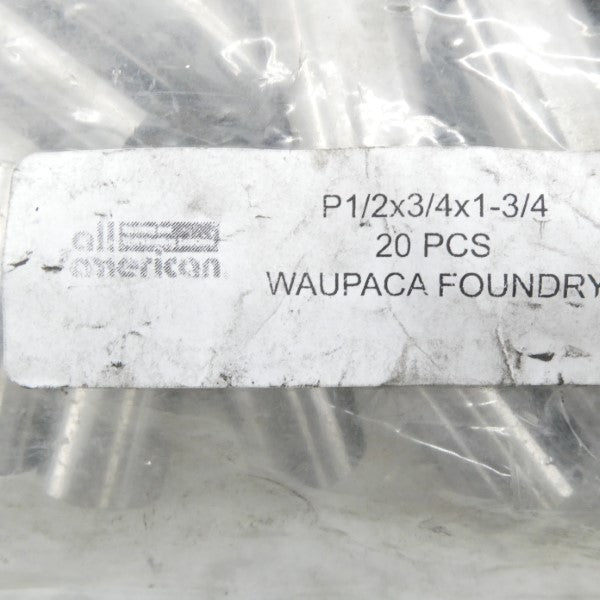 all
american
P1/2x3/4x1-3/4
20 PCS
WAUPACA FOUNDRY